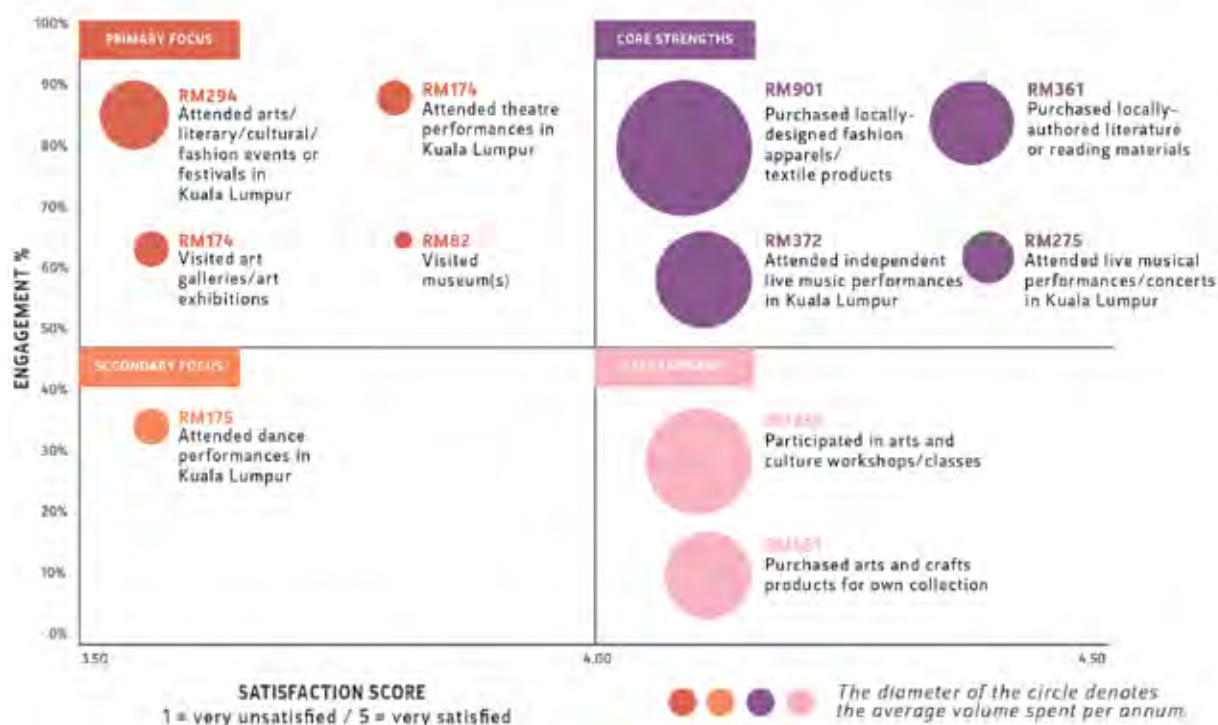 100%
PRIMARY FOCUS
CORE STRENGTHS
90%
RM294
Attended arts/
literary/cultural/
fashion events or
festivals in
Kuala Lumpur
RM174
Attended theatre
performances in
Kuala Lumpur
RM901
Purchased locally-
designed fashion
apparels/
textile products
RM361
Purchased locally-
authored literature
or reading materials
80%
70%
RM174
Visited art
galleries/art
exhibitions
RM82
Visited
museum(s)
RM372
Attended independent
live music performances
in Kuala Lumpur
RM275
Attended live musical
performances/concerts
in Kuala Lumpur
60%
50%
ENGAGEMENT %
SECONDARY FOCUS
40%
RM175
Attended dance
performances in
Kuala Lumpur
Participated in arts and
culture workshops/classes
30%
20%
Purchased arts and crafts
products for own collection
10%
0%
3.50
4.00
4.50
SATISFACTION SCORE
1 = very unsatisfied / 5 = very satisfied
The diameter of the circle denotes
the average volume spent per annum.